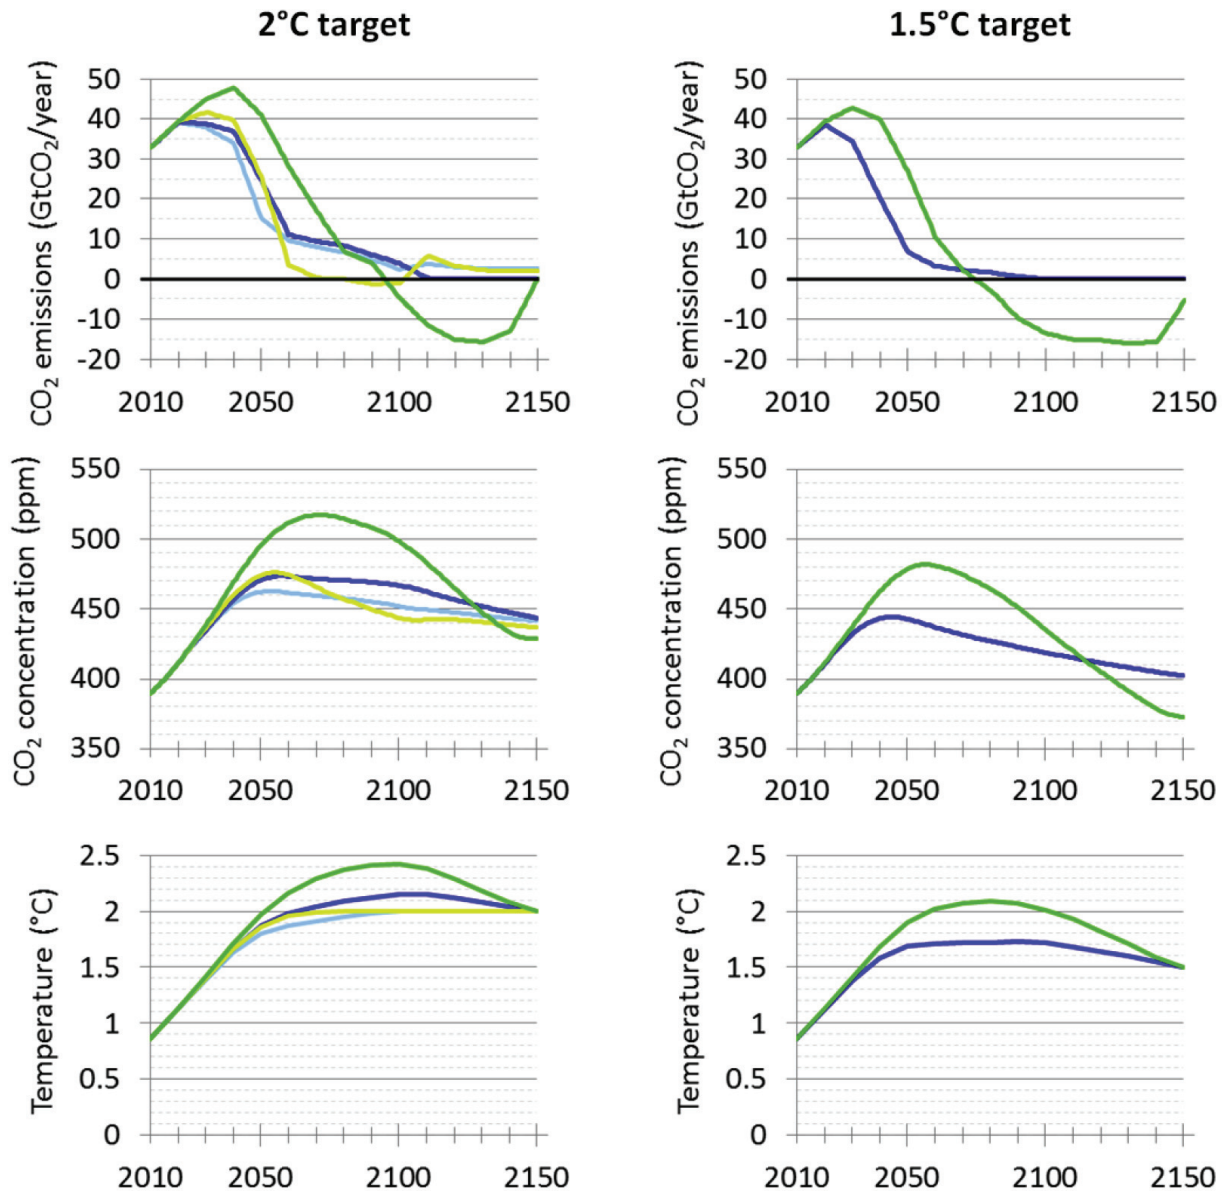 2°C target
1.5°C target
CO₂ emissions (GtCO₂/year)
50
40
30
20
10
0
-10
-20
2010 2050 2100 2150
CO₂ emissions (GtCO₂/year)
50
40
30
20
10
0
-10
-20
2010 2050 2100 2150
CO₂ concentration (ppm)
550
500
450
400
350
2010 2050 2100 2150
CO₂ concentration (ppm)
550
500
450
400
350
2010 2050 2100 2150
Temperature (°C)
2.5
2
1.5
1
0.5
0
2010 2050 2100 2150
Temperature (°C)
2.5
2
1.5
1
0.5
0
2010 2050 2100 2150